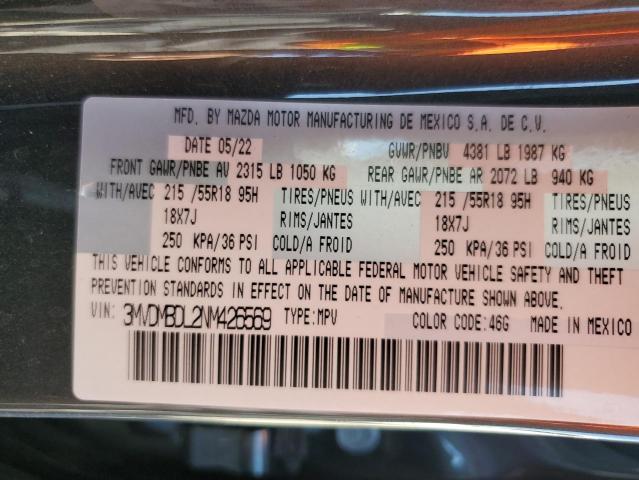 MFD. BY MAZDA MOTOR MANUFACTURING DE MEXICO S.A. DE C.V.
DATE 05/22 GVWR/PNBV 4381 LB 1987 KG
FRONT GAWR/PNBE AV 2315 LB 1050 KG REAR GAWR/PNBE AR 2072 LB 940 KG
WITH/AVEC 215 /55R18 95H TIRES/PNEUS WITH/AVEC 215 /55R18 95H TIRES/PNEUS
18X7J RIMS/JANTES 18X7J RIMS/JANTES
250 KPA/36 PSI COLD/A FROID 250 KPA/36 PSI COLD/A FROID
THIS VEHICLE CONFORMS TO ALL APPLICABLE FEDERAL MOTOR VEHICLE SAFETY AND THEFT
PREVENTION STANDARDS IN EFFECT ON THE DATE OF MANUFACTURE SHOWN ABOVE.
VIN: 3MVDMBDL2NM426569 TYPE:MPV COLOR CODE:46G MADE IN MEXICO